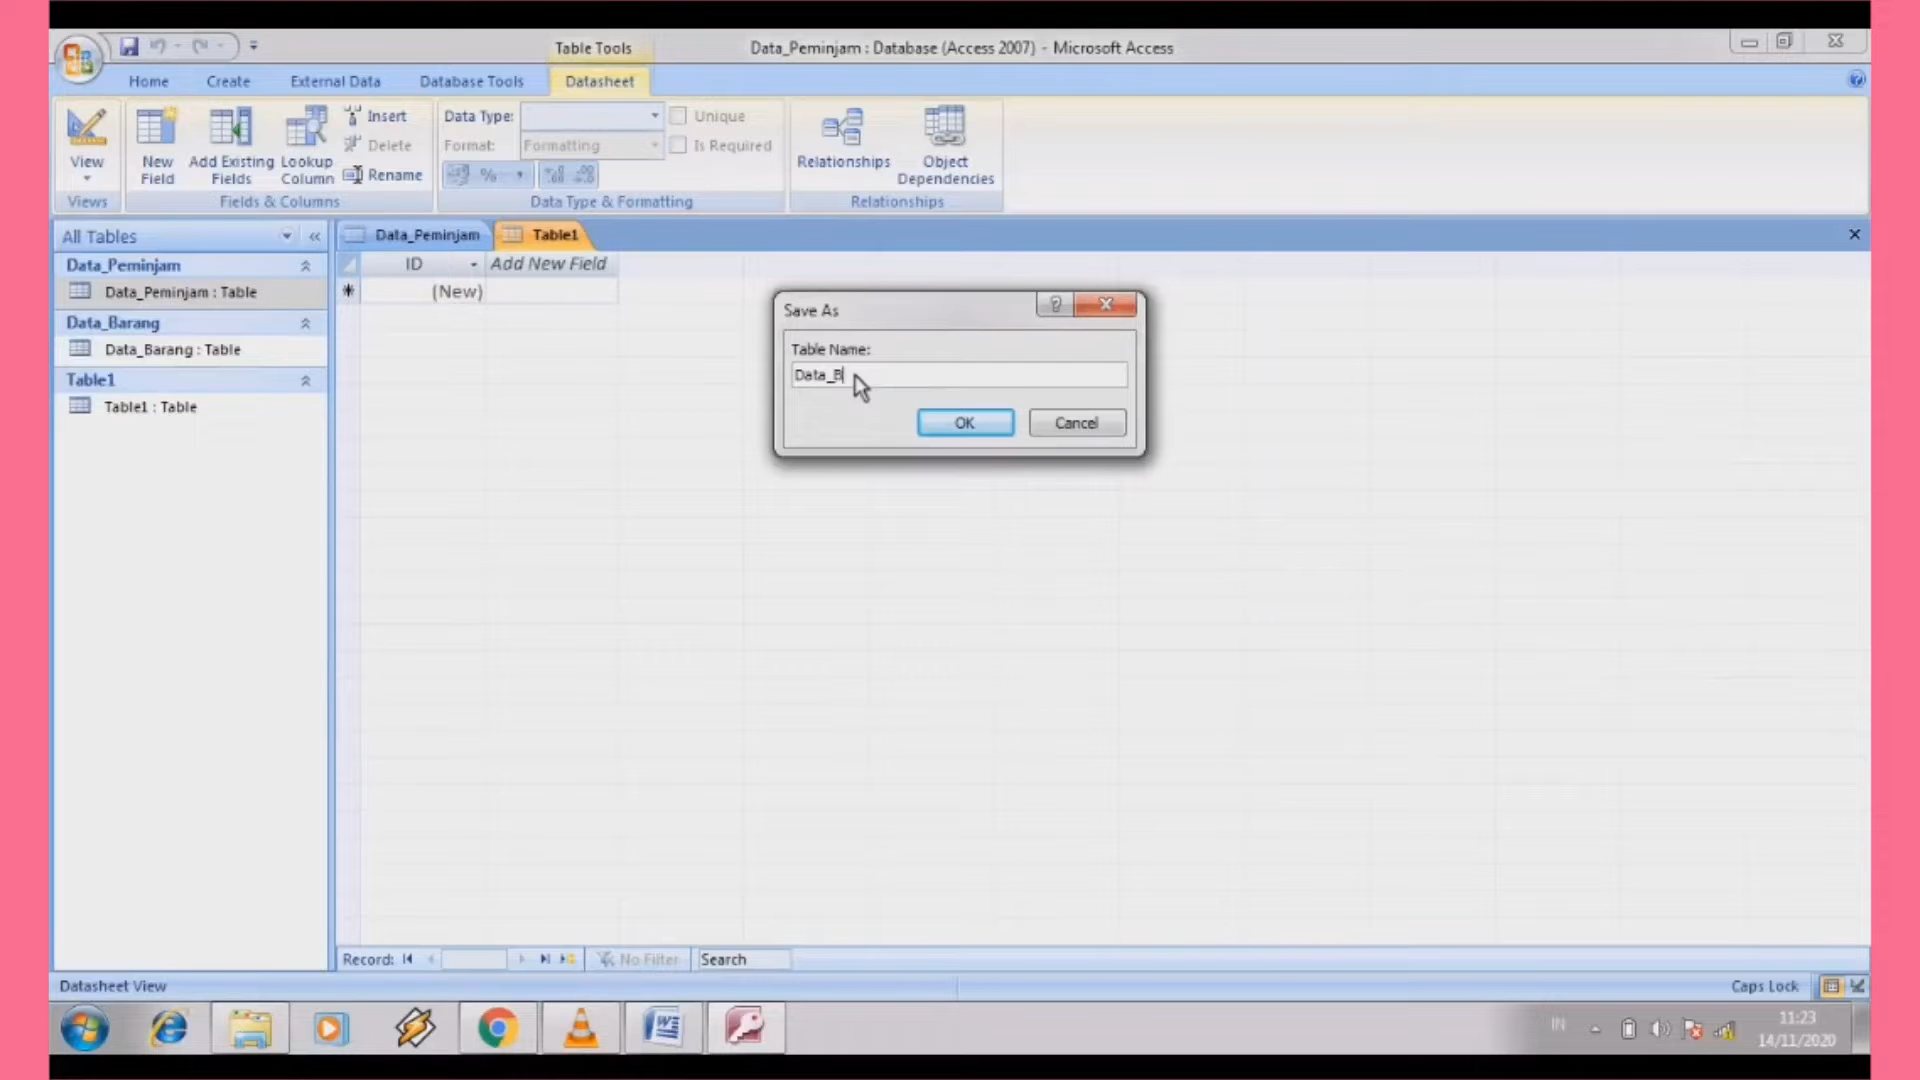 Table Tools
Data_Peminjam : Database (Access 2007) - Microsoft Access
Home
Create
External Data
Database Tools
Datasheet
View
New Field
Add Existing Fields
Lookup Column
Insert
Delete
Rename
Data Type:
Format:
Formatting
%
Unique
Is Required
Relationships
Object Dependencies
Views
Fields & Columns
Data Type & Formatting
Relationships
All Tables
Data_Peminjam
Data_Peminjam : Table
Data_Barang
Data_Barang : Table
Table1
Table1 : Table
Data_Peminjam
Table1
ID
Add New Field
(New)
Save As
Table Name:
Data_B
OK
Cancel
Record:
No Filter
Search
Datasheet View
Caps Lock
IN
11:23
14/11/2020